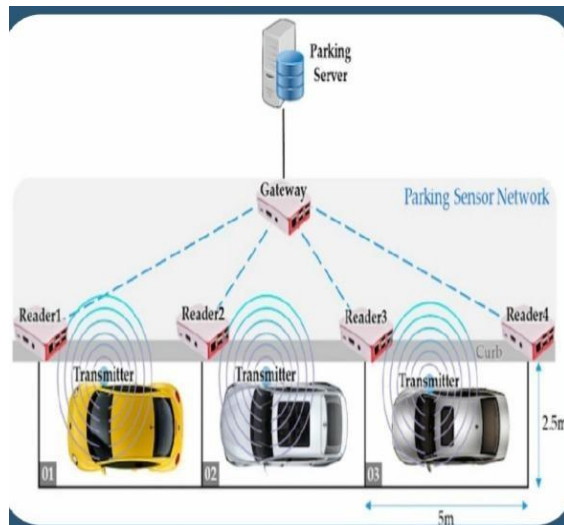 Parking
Server
Gateway
Parking Sensor Network
Reader1
Reader2
Reader3
Reader4
Curb
Transmitter
Transmitter
Transmitter
2.5m
01
02
03
5m